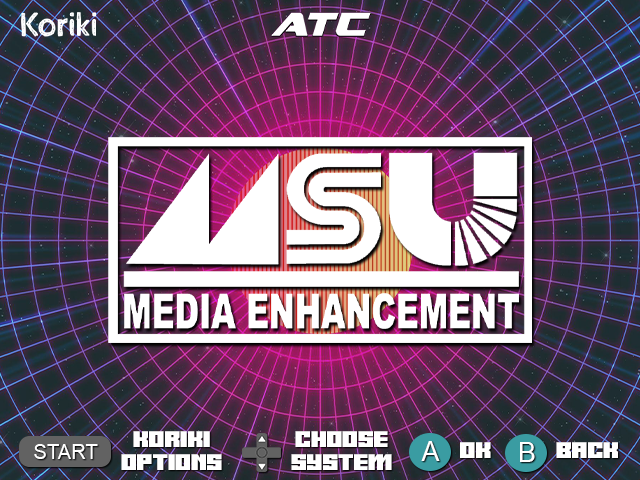 Koriki
ATC
MSU
MEDIA ENHANCEMENT
START
KORIKI
OPTIONS
CHOOSE
SYSTEM
A
OK
B
BACK